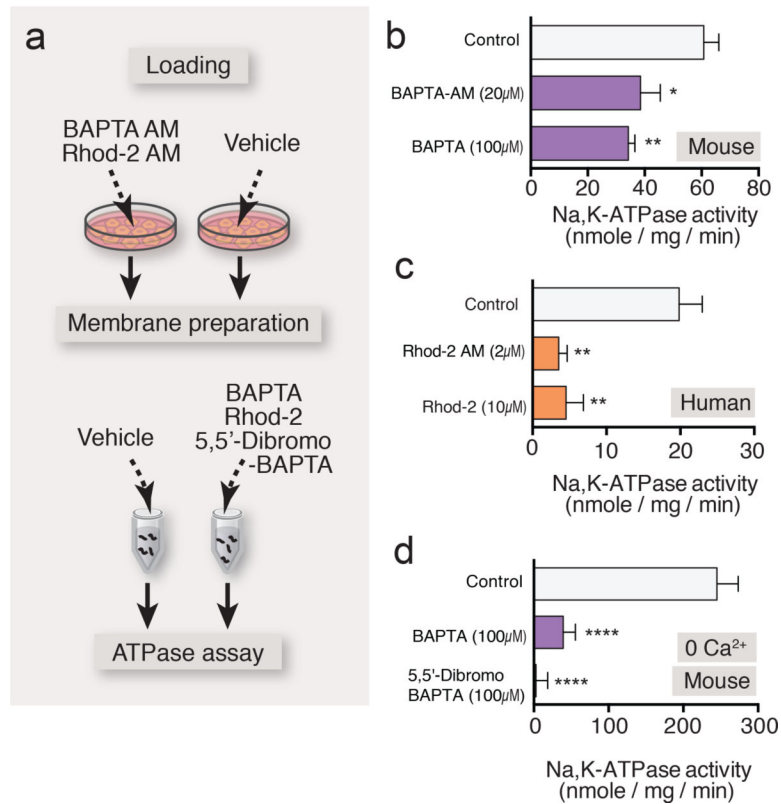 a
Loading
BAPTA AM
Rhod-2 AM
Vehicle
Membrane preparation
Vehicle
BAPTA
Rhod-2
5,5'-Dibromo
-BAPTA
ATPase assay
b
Control
BAPTA-AM (20µM)
*
BAPTA (100µM)
**
Mouse
0 20 40 60 80
Na,K-ATPase activity
(nmole / mg / min)
c
Control
Rhod-2 AM (2µM)
**
Rhod-2 (10µM)
**
Human
0 10 20 30
Na,K-ATPase activity
(nmole / mg / min)
d
Control
BAPTA (100µM)
****
0 Ca²⁺
5,5'-Dibromo
BAPTA (100µM)
****
Mouse
0 100 200 300
Na,K-ATPase activity
(nmole / mg / min)